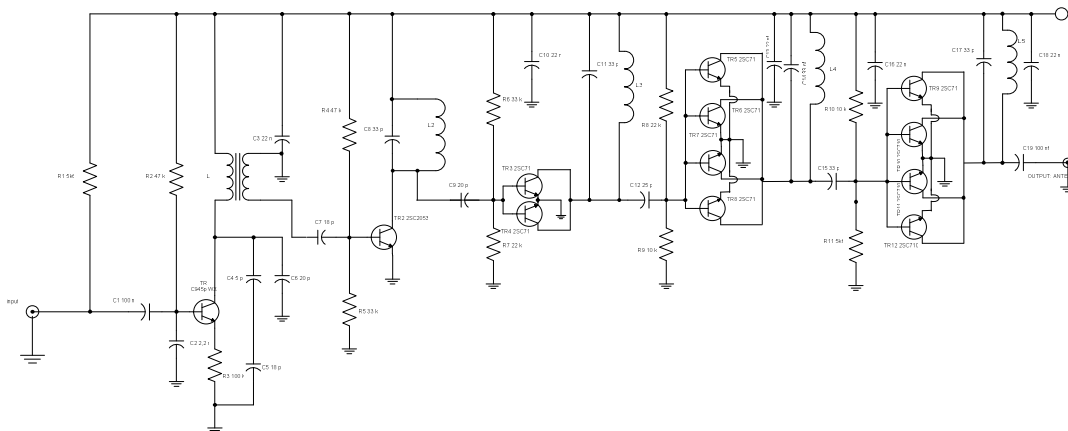 input
R1 5kf
C1 100 n
R2 47 k
C2 2,2 r
TR
C945p W
R3 100 k
L
C3 22 n
C4 5 p
C5 18 p
C6 20 p
C7 18 p
R4 47 k
R5 33 k
C8 33 p
L2
TR2 2SC2053
C9 20 p
R6 33 k
R7 22 k
C10 22 r
TR3 2SC71
TR4 2SC71
C11 33 p
L3
C12 25 p
R8 22 k
R9 10 k
TR5 2SC71
TR6 2SC71
TR7 2SC71
TR8 2SC71
L4
C15 33 p
R10 10 k
R11 5kf
C16 22 n
TR9 2SC71
TR12 2SC71
C17 33 p
L5
C18 22 n
C19 100 nf
OUTPUT ANTE